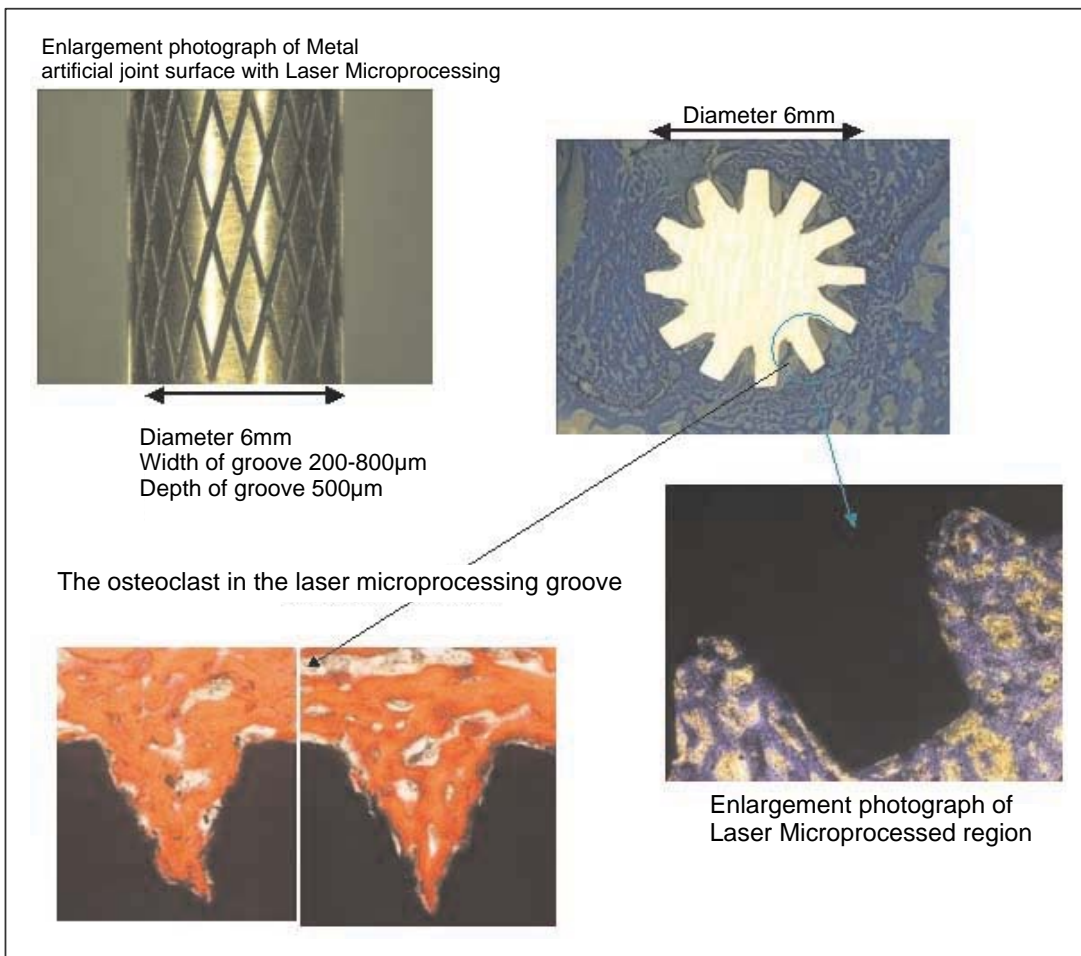 Enlargement photograph of Metal
artificial joint surface with Laser Microprocessing
Diameter 6mm
Diameter 6mm
Width of groove 200-800µm
Depth of groove 500µm
The osteoclast in the laser microprocessing groove
Enlargement photograph of
Laser Microprocessed region